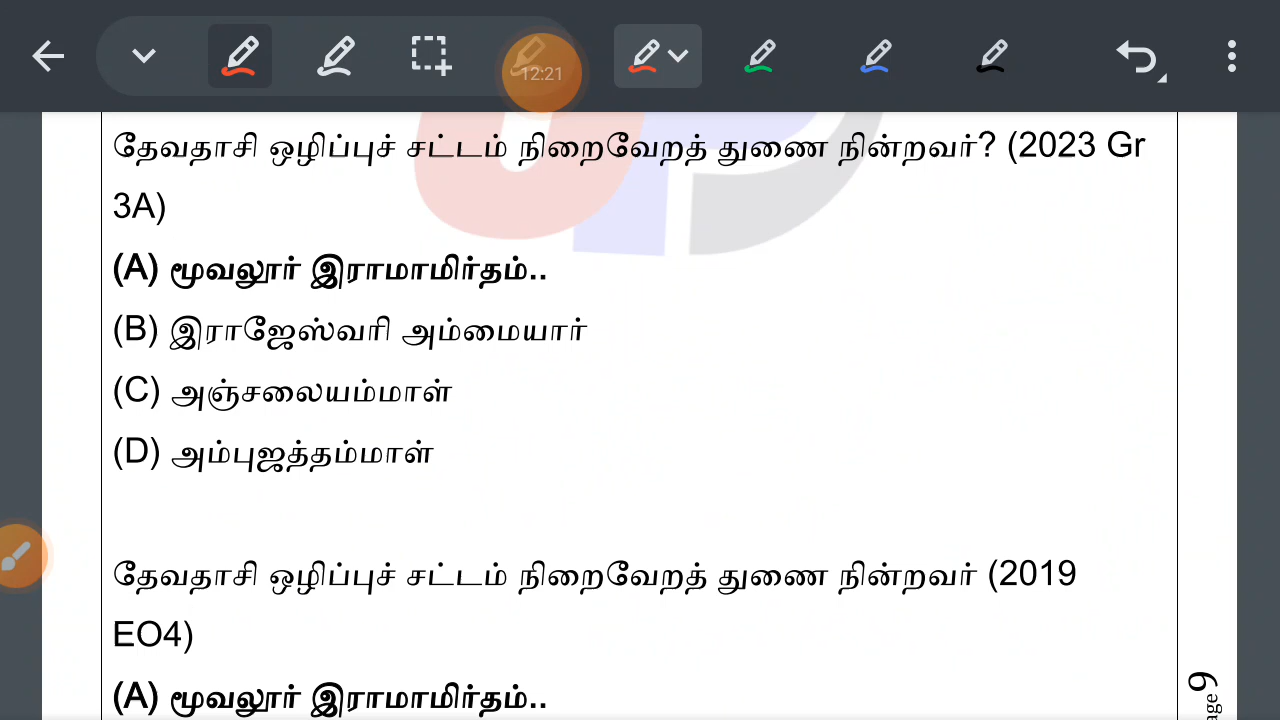 12:21
தேவதாசி ஒழிப்புச் சட்டம் நிறைவேறத் துணை நின்றவர்? (2023 Gr
3A)
(A) மூவலூர் இராமாமிர்தம்..
(B) இராஜேஸ்வரி அம்மையார்
(C) அஞ்சலையம்மாள்
(D) அம்புஜத்தம்மாள்
தேவதாசி ஒழிப்புச் சட்டம் நிறைவேறத் துணை நின்றவர் (2019
EO4)
(A) மூவலூர் இராமாமிர்தம்..
age 9